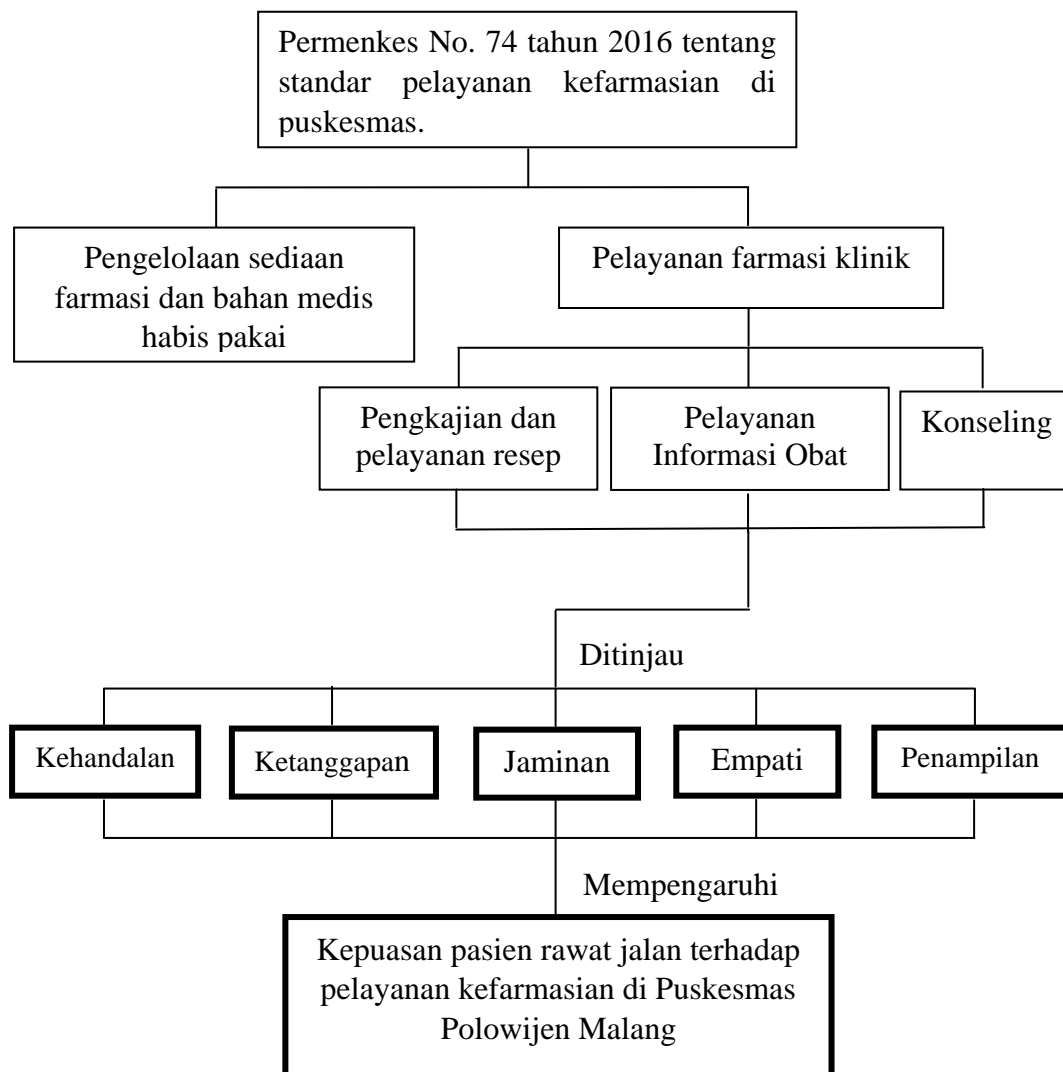 Permenkes No. 74 tahun 2016 tentang
standar pelayanan kefarmasian di
puskesmas.
Pengelolaan sediaan
farmasi dan bahan medis
habis pakai
Pelayanan farmasi klinik
Pengkajian dan
pelayanan resep
Pelayanan
Informasi Obat
Konseling
Ditinjau
Kehandalan
Ketanggapan
Jaminan
Empati
Penampilan
Mempengaruhi
Kepuasan pasien rawat jalan terhadap
pelayanan kefarmasian di Puskesmas
Polowijen Malang